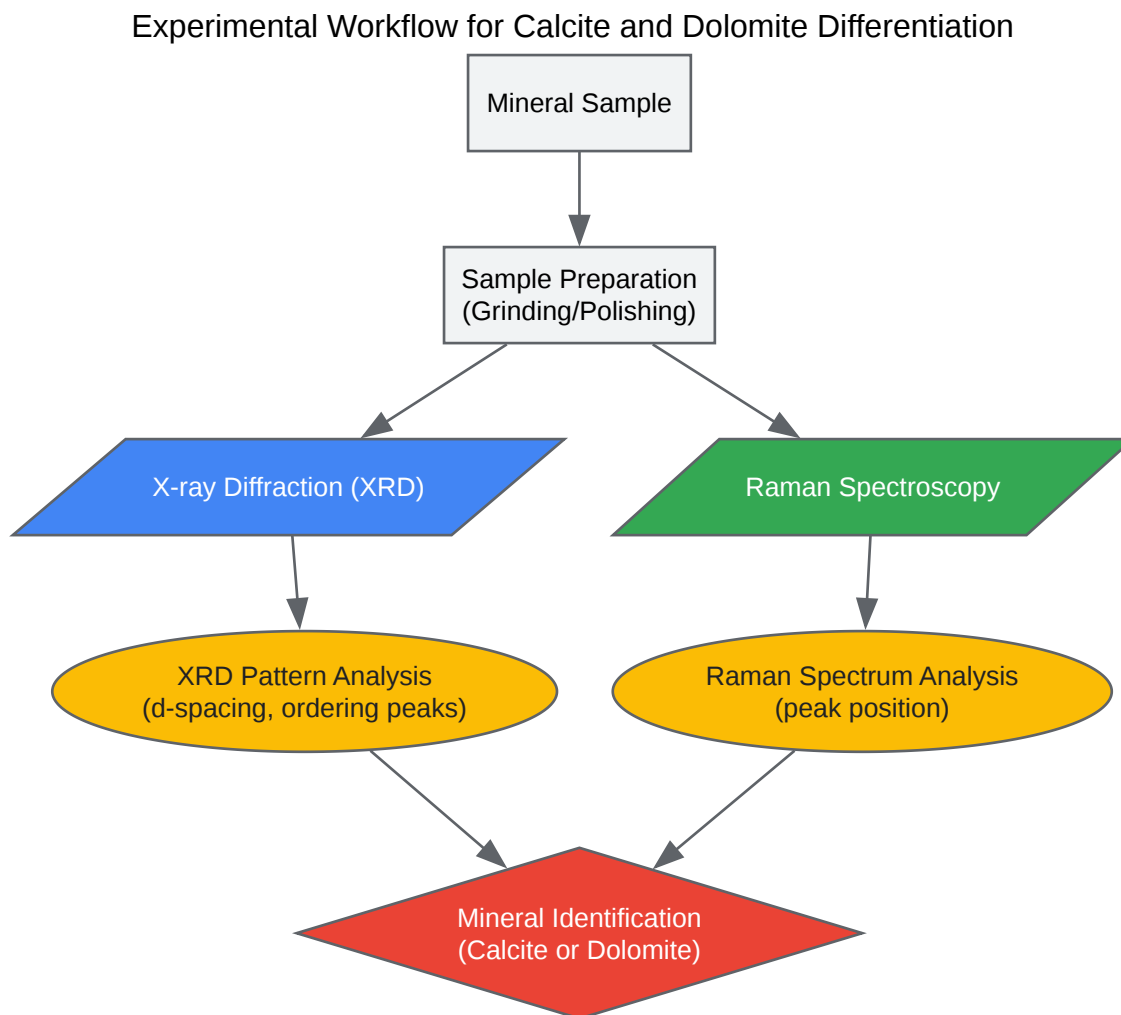 Experimental Workflow for Calcite and Dolomite Differentiation
Mineral Sample
Sample Preparation
(Grinding/Polishing)
X-ray Diffraction (XRD)
Raman Spectroscopy
XRD Pattern Analysis
(d-spacing, ordering peaks)
Raman Spectrum Analysis
(peak position)
Mineral Identification
(Calcite or Dolomite)